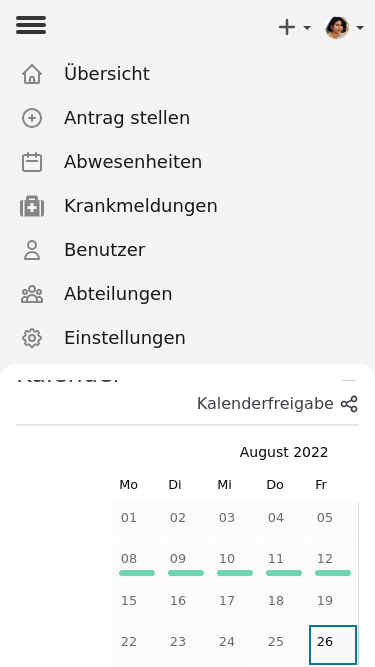 Übersicht
Antrag stellen
Abwesenheiten
Krankmeldungen
Benutzer
Abteilungen
Einstellungen
Kalender
Kalenderfreigabe
August 2022
Mo Di Mi Do Fr
01 02 03 04 05
08 09 10 11 12
15 16 17 18 19
22 23 24 25 26